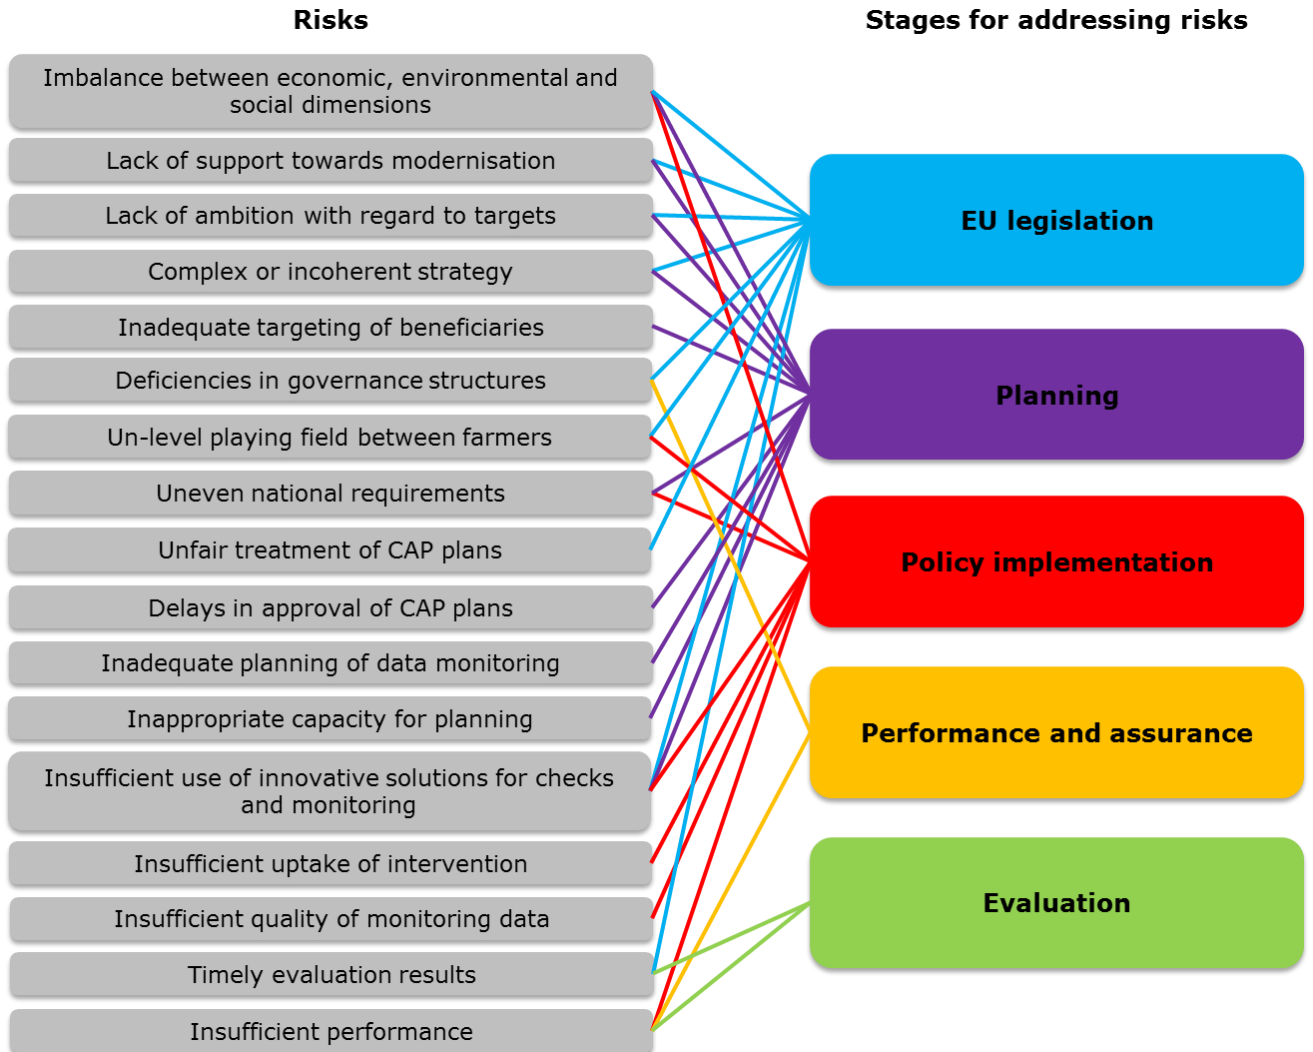 Risks
Imbalance between economic, environmental and
social dimensions
Lack of support towards modernisation
Lack of ambition with regard to targets
Complex or incoherent strategy
Inadequate targeting of beneficiaries
Deficiencies in governance structures
Un-level playing field between farmers
Uneven national requirements
Unfair treatment of CAP plans
Delays in approval of CAP plans
Inadequate planning of data monitoring
Inappropriate capacity for planning
Insufficient use of innovative solutions for checks
and monitoring
Insufficient uptake of intervention
Insufficient quality of monitoring data
Timely evaluation results
Insufficient performance
Stages for addressing risks
EU legislation
Planning
Policy implementation
Performance and assurance
Evaluation